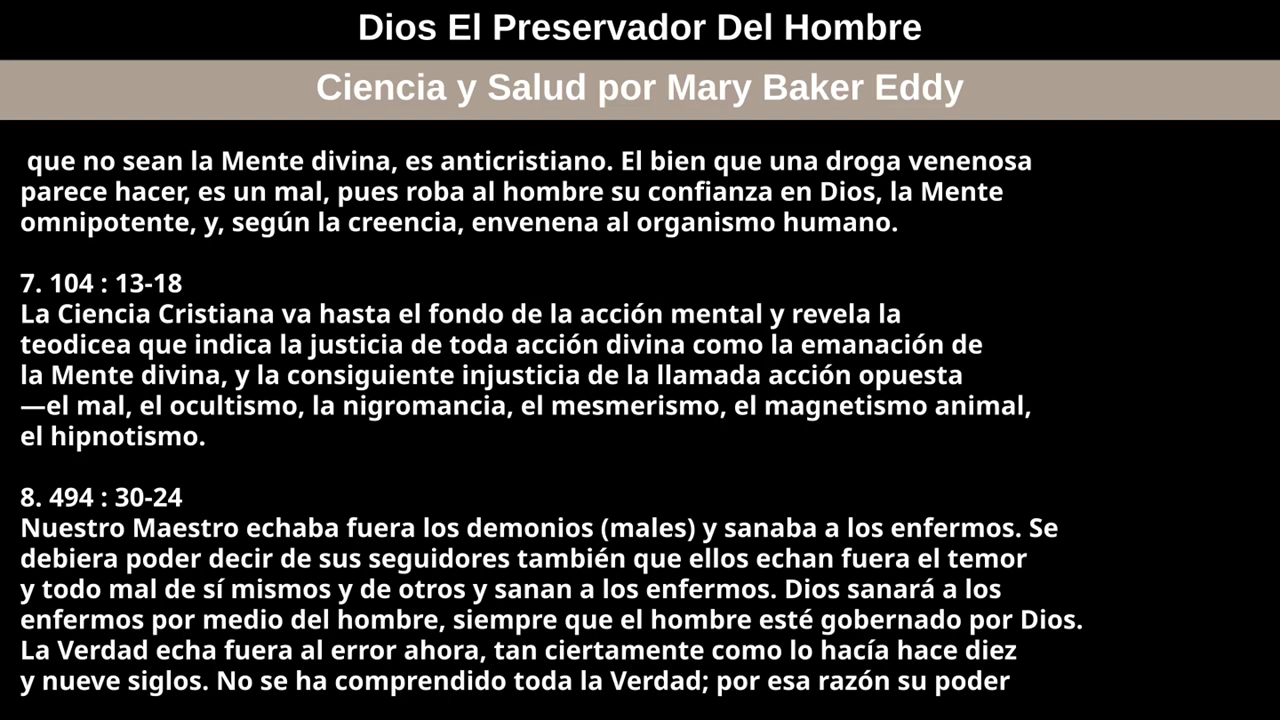 Dios El Preservador Del Hombre
Ciencia y Salud por Mary Baker Eddy
que no sean la Mente divina, es anticristiano. El bien que una droga venenosa
parece hacer, es un mal, pues roba al hombre su confianza en Dios, la Mente
omnipotente, y, según la creencia, envenena al organismo humano.
7. 104 : 13-18
La Ciencia Cristiana va hasta el fondo de la acción mental y revela la
teodicea que indica la justicia de toda acción divina como la emanación de
la Mente divina, y la consiguiente injusticia de la llamada acción opuesta
—el mal, el ocultismo, la nigromancia, el mesmerismo, el magnetismo animal,
el hipnotismo.
8. 494 : 30-24
Nuestro Maestro echaba fuera los demonios (males) y sanaba a los enfermos. Se
debiera poder decir de sus seguidores también que ellos echan fuera el temor
y todo mal de sí mismos y de otros y sanan a los enfermos. Dios sanará a los
enfermos por medio del hombre, siempre que el hombre esté gobernado por Dios.
La Verdad echa fuera al error ahora, tan ciertamente como lo hacía hace diez
y nueve siglos. No se ha comprendido toda la Verdad; por esa razón su poder